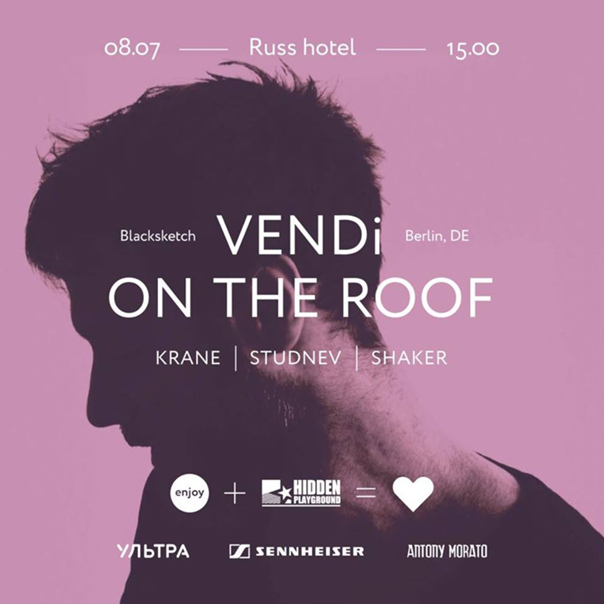 08.07 Russ hotel 15.00
Blacksketch VENDi Berlin, DE
ON THE ROOF
KRANE | STUDNEV | SHAKER
enjoy + HIDDEN PLAYGROUND =
УЛЬТРА SENNHEISER ANTONY MORATO